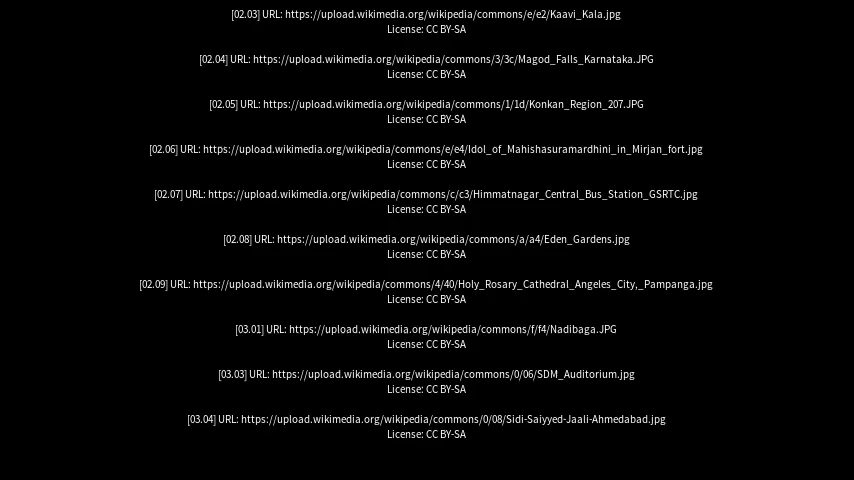 [02.03] URL: https://upload.wikimedia.org/wikipedia/commons/e/e2/Kaavi_Kala.jpg
License: CC BY-SA
[02.04] URL: https://upload.wikimedia.org/wikipedia/commons/3/3c/Magod_Falls_Karnataka.JPG
License: CC BY-SA
[02.05] URL: https://upload.wikimedia.org/wikipedia/commons/1/1d/Konkan_Region_207.JPG
License: CC BY-SA
[02.06] URL: https://upload.wikimedia.org/wikipedia/commons/e/e4/Idol_of_Mahishasuramardhini_in_Mirjan_fort.jpg
License: CC BY-SA
[02.07] URL: https://upload.wikimedia.org/wikipedia/commons/c/c3/Himmatnagar_Central_Bus_Station_GSRTC.jpg
License: CC BY-SA
[02.08] URL: https://upload.wikimedia.org/wikipedia/commons/a/a4/Eden_Gardens.jpg
License: CC BY-SA
[02.09] URL: https://upload.wikimedia.org/wikipedia/commons/4/40/Holy_Rosary_Cathedral_Angeles_City,_Pampanga.jpg
License: CC BY-SA
[03.01] URL: https://upload.wikimedia.org/wikipedia/commons/f/f4/Nadibaga.JPG
License: CC BY-SA
[03.03] URL: https://upload.wikimedia.org/wikipedia/commons/0/06/SDM_Auditorium.jpg
License: CC BY-SA
[03.04] URL: https://upload.wikimedia.org/wikipedia/commons/0/08/Sidi-Saiyyed-Jaali-Ahmedabad.jpg
License: CC BY-SA